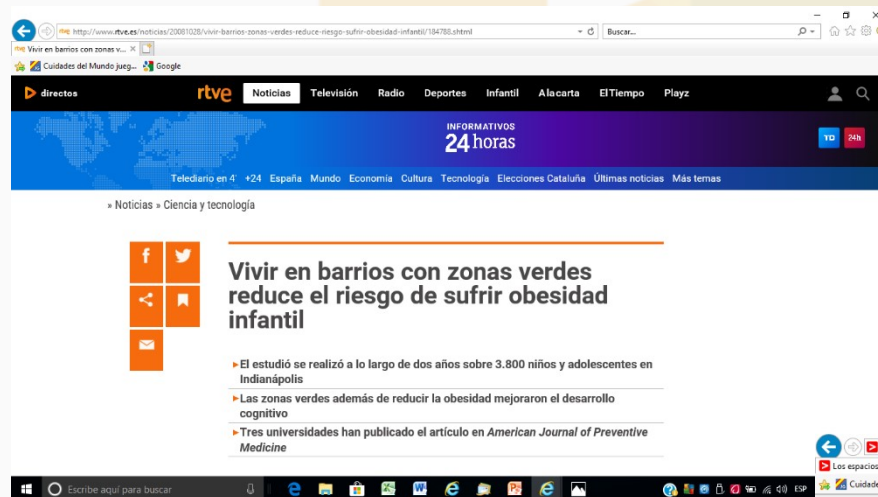 http://www.rtve.es/noticias/20081028/vivir-barrios-zonas-verdes-reduce-riesgo-sufrir-obesidad-infantil/184788.shtml
Buscar...
Vivir en barrios con zonas v...
Cuidades del Mundo jueg...
Google
directos
rtve
Noticias Televisión Radio Deportes Infantil Alacarta ElTiempo Playz
INFORMATIVOS
24 horas
TD 24h
Telediario en 4' +24 España Mundo Economía Cultura Tecnología Elecciones Cataluña Últimas noticias Más temas
» Noticias » Ciencia y tecnología
Vivir en barrios con zonas verdes
reduce el riesgo de sufrir obesidad
infantil
El estudió se realizó a lo largo de dos años sobre 3.800 niños y adolescentes en
Indianápolis
Las zonas verdes además de reducir la obesidad mejoraron el desarrollo
cognitivo
Tres universidades han publicado el artículo en American Journal of Preventive
Medicine
Los espacios
Cuidade
Escribe aquí para buscar
ESP